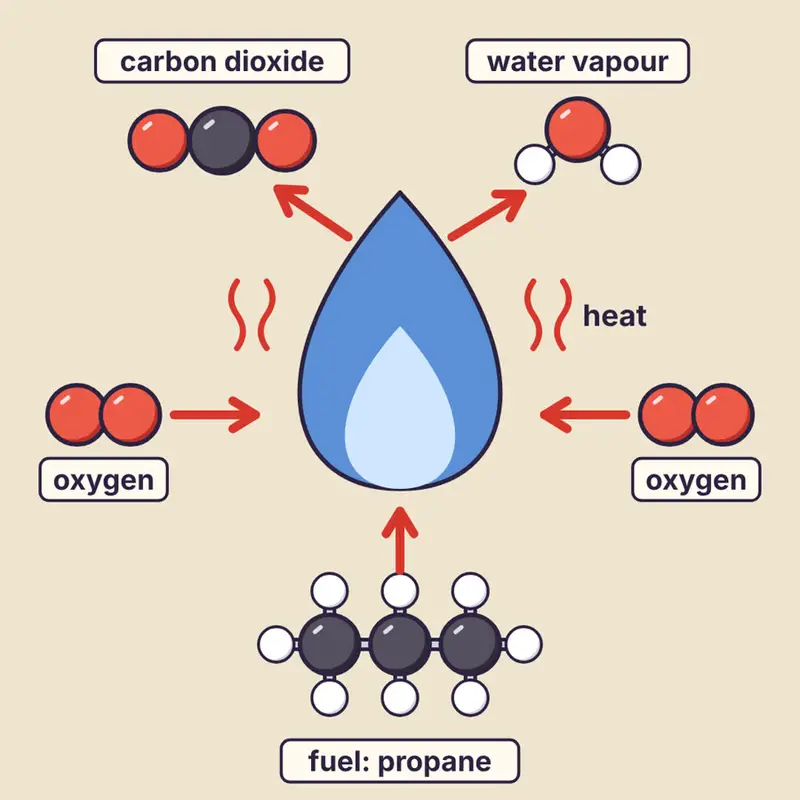 carbon dioxide
water vapour
heat
oxygen
oxygen
fuel: propane